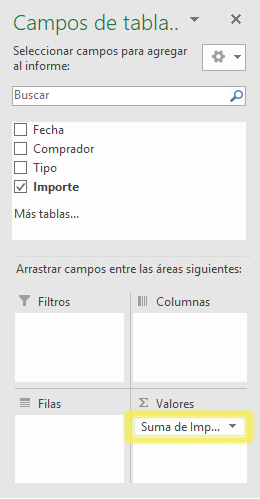 Campos de tabla..
Seleccionar campos para agregar
al informe:
Buscar
Fecha
Comprador
Tipo
Importe
Más tablas...
Arrastrar campos entre las áreas siguientes:
Filtros
Columnas
Filas
Σ Valores
Suma de Imp...